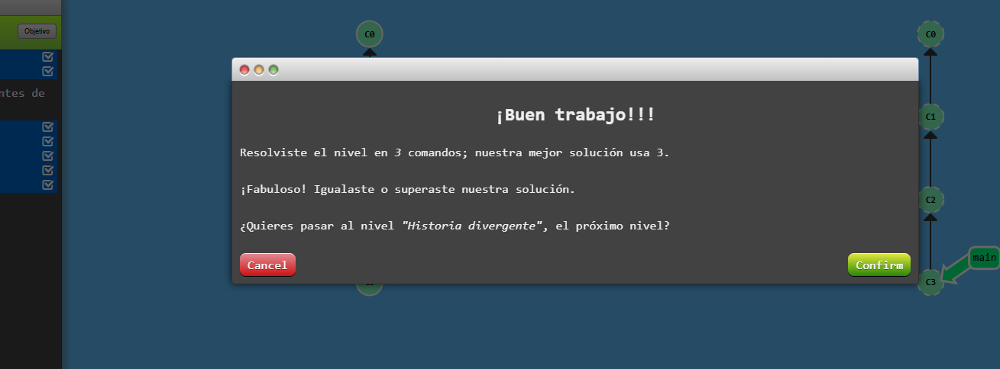 Objetivo
ntes de
C0
C0
¡Buen trabajo!!!
C1
Resolviste el nivel en 3 comandos; nuestra mejor solución usa 3.
¡Fabuloso! Igualaste o superaste nuestra solución.
C2
¿Quieres pasar al nivel "Historia divergente", el próximo nivel?
Cancel
Confirm
main
C3